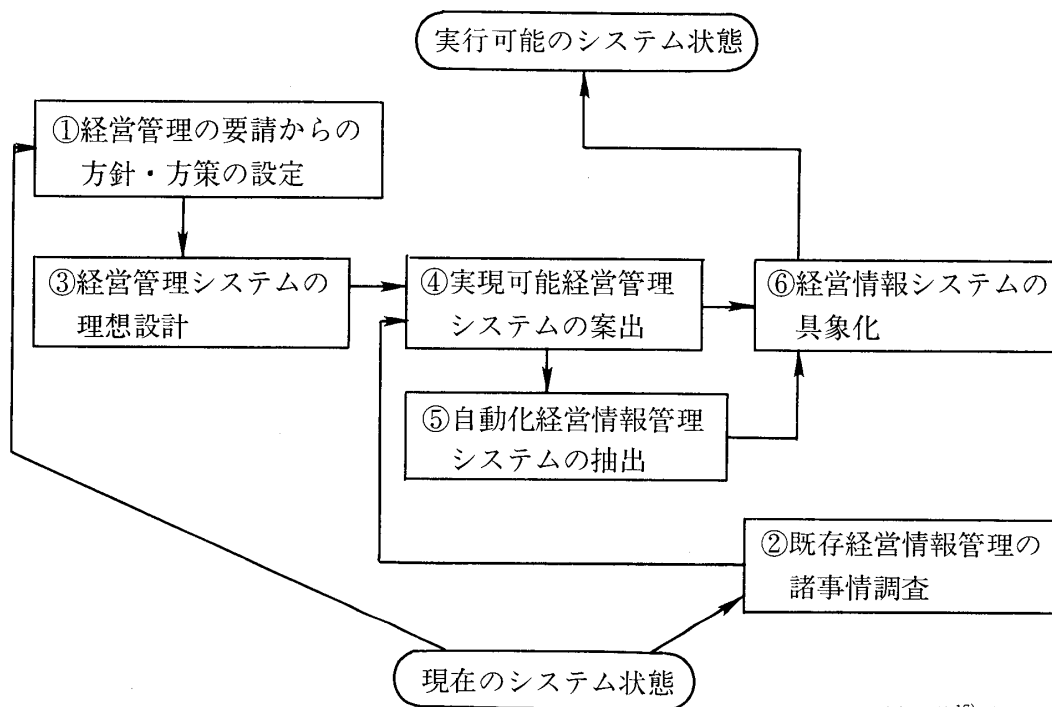 実行可能のシステム状態
①経営管理の要請からの
方針・方策の設定
③経営管理システムの
理想設計
④実現可能経営管理
システムの案出
⑥経営情報システムの
具象化
⑤自動化経営情報管理
システムの抽出
②既存経営情報管理の
諸事情調査
現在のシステム状態